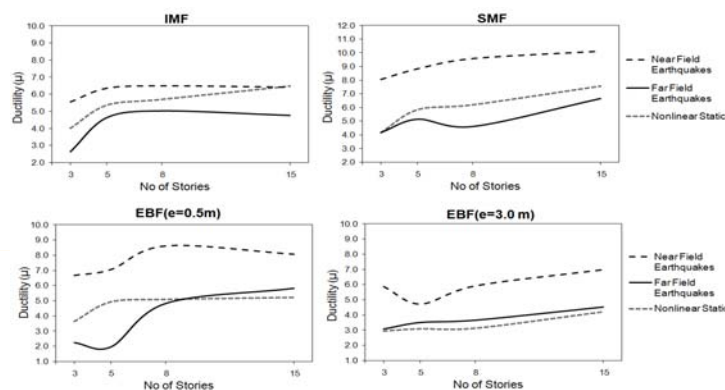 IMF
10.0
9.0
8.0
7.0
6.0
5.0
4.0
3.0
2.0
Ductility (μ)
3 5 8 15
No of Stories
SMF
12.0
11.0
10.0
9.0
8.0
7.0
6.0
5.0
4.0
3.0
2.0
Ductility (μ)
3 5 8 15
No of Stories
Near Field
Earthquakes
Far Field
Earthquakes
Nonlinear Static
EBF(e=0.5m)
10.0
9.0
8.0
7.0
6.0
5.0
4.0
3.0
2.0
1.0
Ductility (μ)
3 5 8 15
No of Stories
EBF(e=3.0 m)
10.0
9.0
8.0
7.0
6.0
5.0
4.0
3.0
2.0
1.0
Ductility (μ)
3 5 8 15
No of Stories
Near Field
Earthquakes
Far Field
Earthquakes
Nonlinear Static